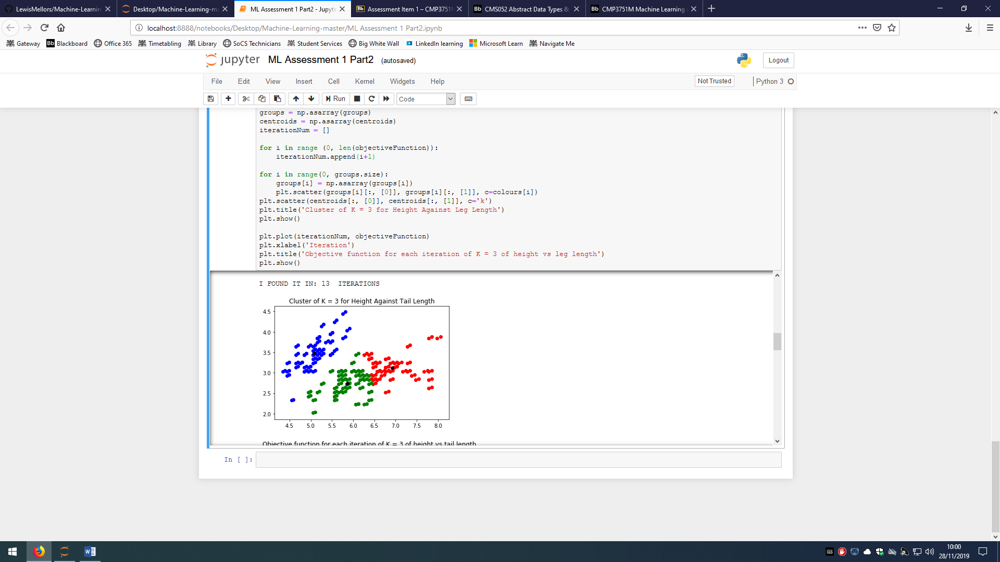 LewisMellors/Machine-Learnin
Desktop/Machine-Learning-ma
ML Assessment 1 Part2 - Jupyte
Assessment Item 1 – CMP3751M
CMS052 Abstract Data Types &
CMP3751M Machine Learning
localhost:8888/notebooks/Desktop/Machine-Learning-master/ML Assessment 1 Part2.ipynb
Gateway
Bb Blackboard
Office 365
Timetabling
Library
SoCS Technicians
Student Services
Big White Wall
LinkedIn learning
Microsoft Learn
Navigate Me
jupyter ML Assessment 1 Part2 (autosaved)
Logout
File Edit View Insert Cell Kernel Widgets Help
Not Trusted
Python 3
Run
Code
groups = np.asarray(groups)
centroids = np.asarray(centroids)
iterationNum = []
for i in range (0, len(objectiveFunction)):
iterationNum.append(i+1)
for i in range(0, groups.size):
groups[i] = np.asarray(groups[i])
plt.scatter(groups[i][:, [0]], groups[i][:, [1]], c=colours[i])
plt.scatter(centroids[:, [0]], centroids[:, [1]], c='k')
plt.title('Cluster of K = 3 for Height Against Leg Length')
plt.show()
plt.plot(iterationNum, objectiveFunction)
plt.xlabel('Iteration')
plt.title('Objective function for each iteration of K = 3 of height vs leg length')
plt.show()
I FOUND IT IN: 13  ITERATIONS
Cluster of K = 3 for Height Against Tail Length
4.5
4.0
3.5
3.0
2.5
2.0
4.5 5.0 5.5 6.0 6.5 7.0 7.5 8.0
Objective function for each iteration of K = 3 of height vs tail length
In [ ]:
10:00
28/11/2019